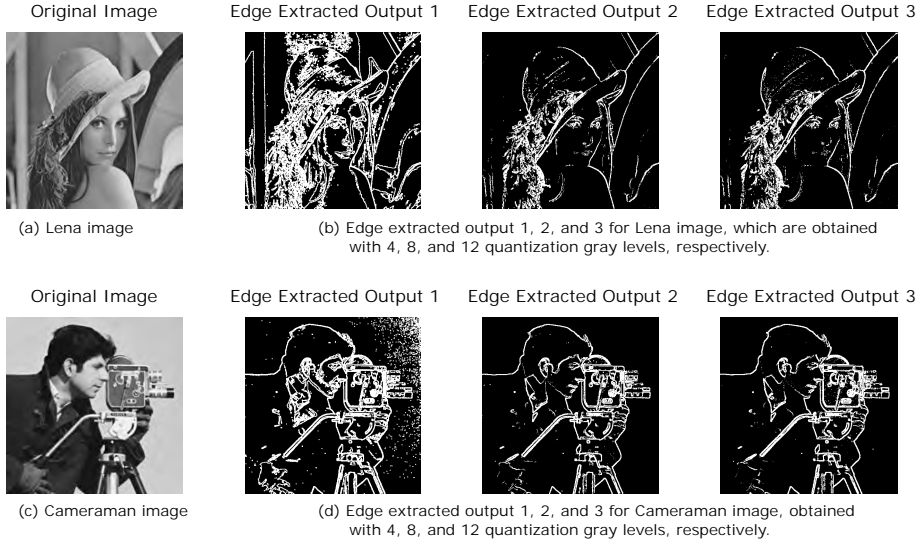 Original Image
Edge Extracted Output 1
Edge Extracted Output 2
Edge Extracted Output 3
(a) Lena image
(b) Edge extracted output 1, 2, and 3 for Lena image, which are obtained
with 4, 8, and 12 quantization gray levels, respectively.
Original Image
Edge Extracted Output 1
Edge Extracted Output 2
Edge Extracted Output 3
(c) Cameraman image
(d) Edge extracted output 1, 2, and 3 for Cameraman image, obtained
with 4, 8, and 12 quantization gray levels, respectively.